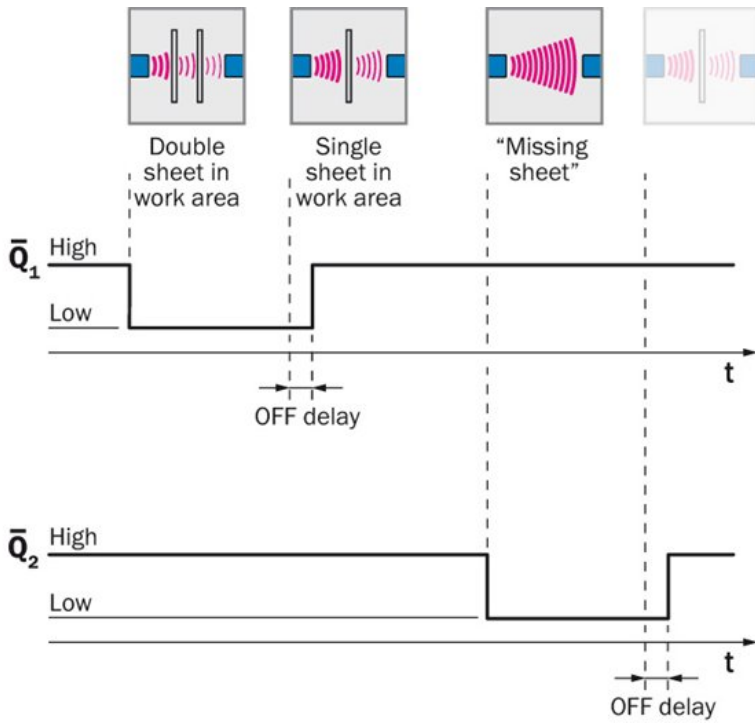 Double
sheet in
work area
Single
sheet in
work area
“Missing
sheet”
Q̄₁
High
Low
t
OFF delay
Q̄₂
High
Low
t
OFF delay